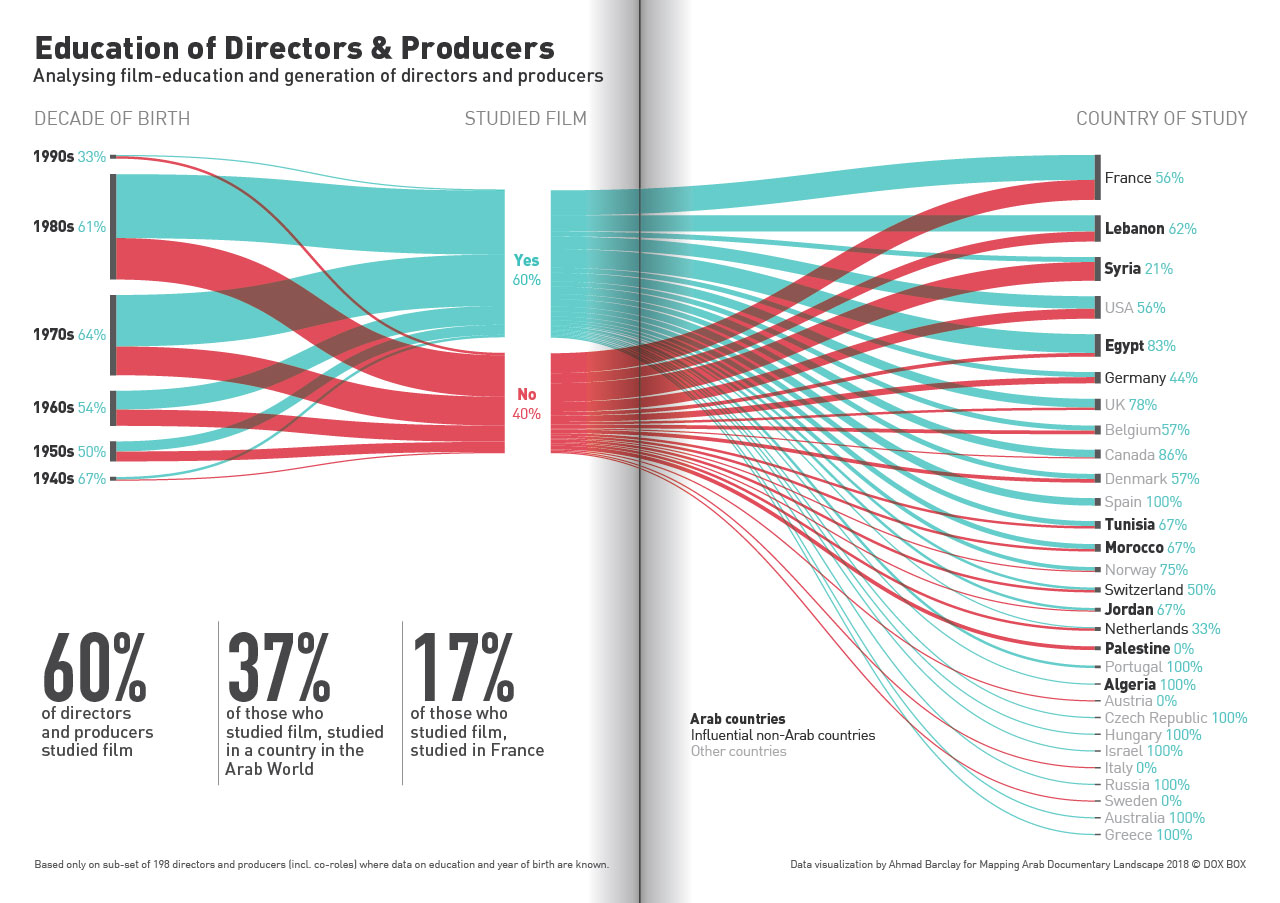 Education of Directors & Producers
Analysing film-education and generation of directors and producers
DECADE OF BIRTH
STUDIED FILM
COUNTRY OF STUDY
1990s 33%
1980s 61%
1970s 64%
1960s 54%
1950s 50%
1940s 67%
Yes
60%
No
40%
France 56%
Lebanon 62%
Syria 21%
USA 56%
Egypt 83%
Germany 44%
UK 78%
Belgium57%
Canada 86%
Denmark 57%
Spain 100%
Tunisia 67%
Morocco 67%
Norway 75%
Switzerland 50%
Jordan 67%
Netherlands 33%
Palestine 0%
Portugal 100%
Algeria 100%
Austria 0%
Czech Republic 100%
Hungary 100%
Israel 100%
Italy 0%
Russia 100%
Sweden 0%
Australia 100%
Greece 100%
60%
of directors
and producers
studied film
37%
of those who
studied film, studied
in a country in the
Arab World
17%
of those who
studied film,
studied in France
Arab countries
Influential non-Arab countries
Other countries
Based only on sub-set of 198 directors and producers (incl. co-roles) where data on education and year of birth are known.
Data visualization by Ahmad Barclay for Mapping Arab Documentary Landscape 2018 © DOX BOX